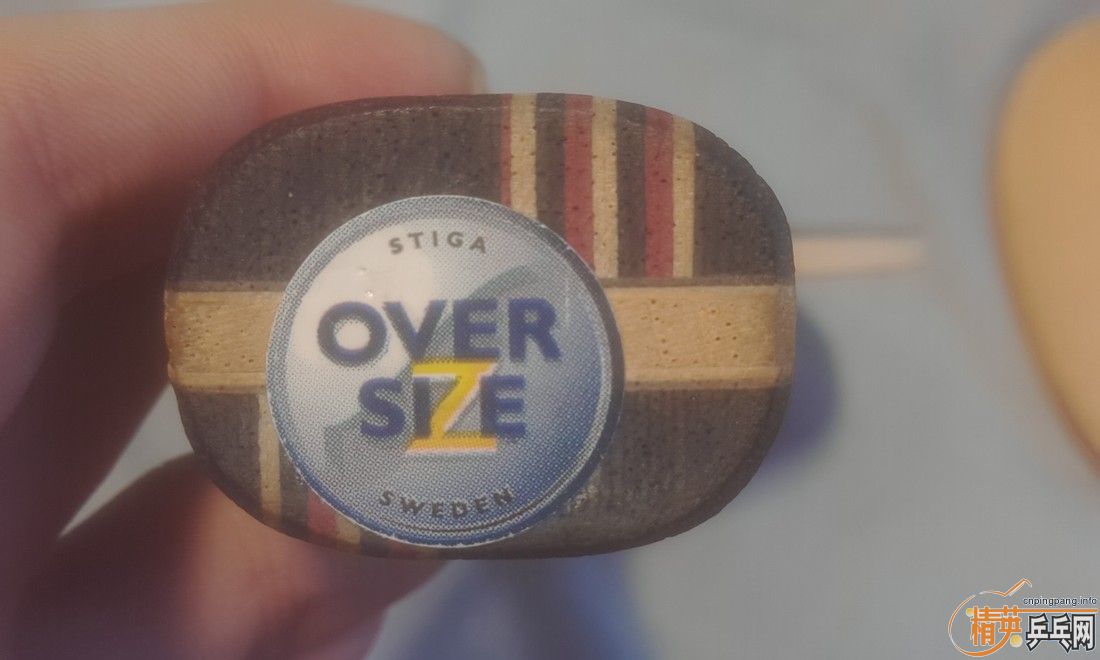 STIGA
OVER
SIZE
SWEDEN
cnpingpang.info
精英乒乓网